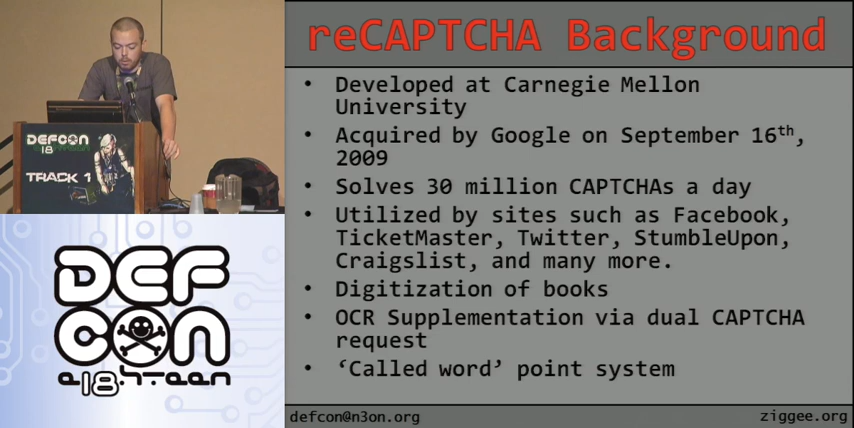 DEFCON
18
TRACK 1
DEF
CON
e18hteen
reCAPTCHA Background
• Developed at Carnegie Mellon
University
• Acquired by Google on September 16th,
2009
• Solves 30 million CAPTCHAs a day
• Utilized by sites such as Facebook,
TicketMaster, Twitter, StumbleUpon,
Craigslist, and many more.
• Digitization of books
• OCR Supplementation via dual CAPTCHA
request
• ‘Called word’ point system
defcon@n3on.org
ziggee.org